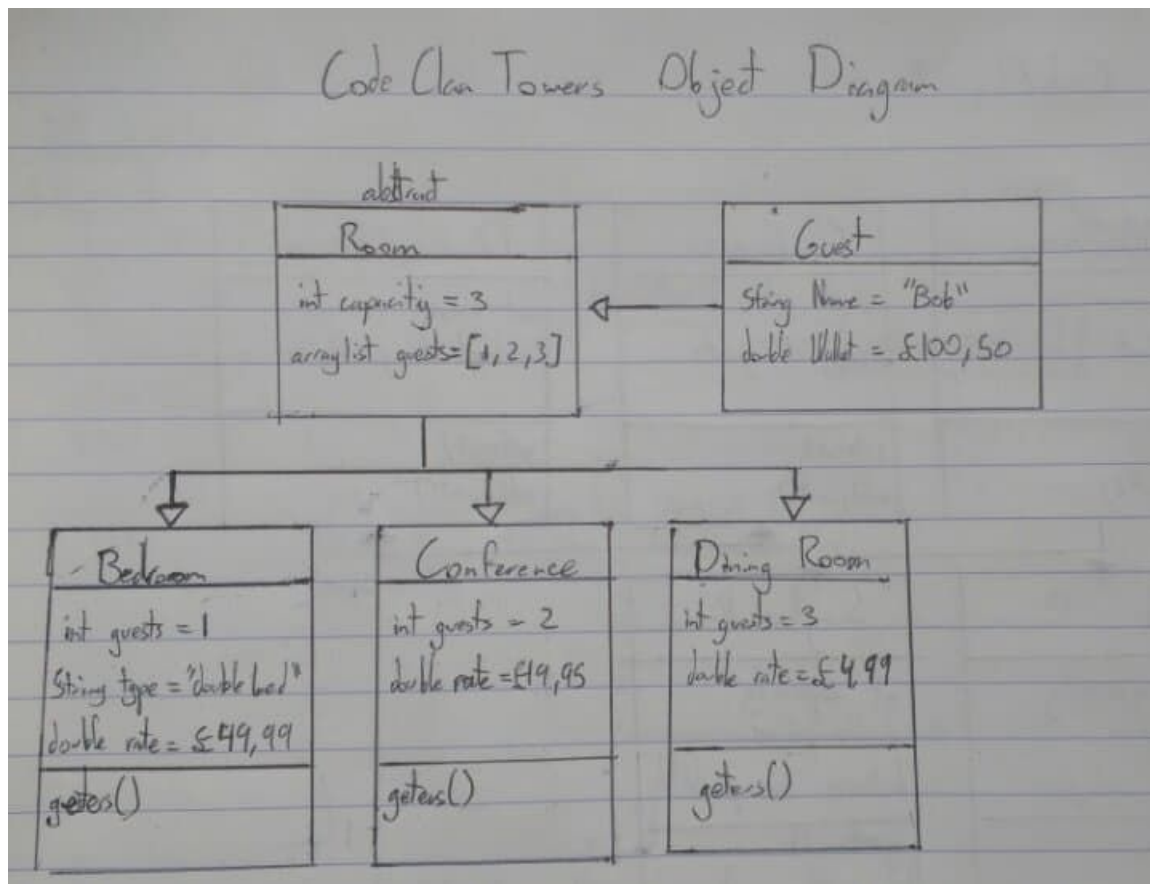 Code Clan Towers Object Diagram
abstract
Room
int capacitiy = 3
arraylist guests=[1,2,3]
Guest
String Name = "Bob"
double Wallet = £100,50
Bedroom
int guests = 1
String type = "double bed"
double rate = £49,99
geters()
Conference
int guests = 2
double rate = £19,95
geters()
Dining Room
int guests = 3
double rate = £4,99
geters()